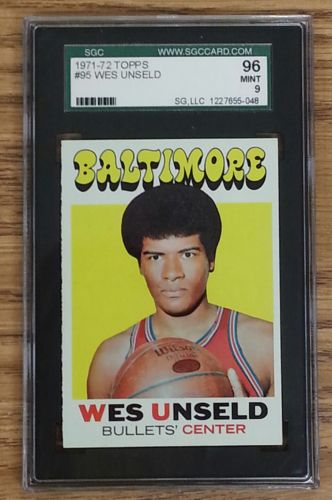 SGC
WWW.SGCCARD.COM
1971-72 TOPPS
96
#95 WES UNSELD
MINT
9
SG,LLC 1227655-048
BALTIMORE
Wilson
WES UNSELD
BULLETS' CENTER